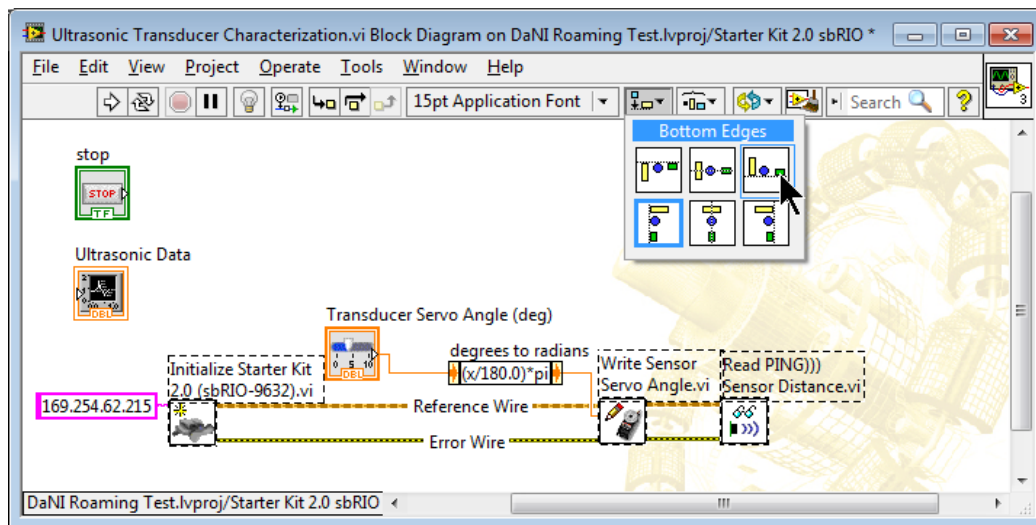 Ultrasonic Transducer Characterization.vi Block Diagram on DaNI Roaming Test.lvproj/Starter Kit 2.0 sbRIO *
File Edit View Project Operate Tools Window Help
15pt Application Font
Search
3
Bottom Edges
stop
STOP
TF
Ultrasonic Data
DBL
Transducer Servo Angle (deg)
0 5 10
DBL
degrees to radians
(x/180.0)*pi
Initialize Starter Kit
2.0 (sbRIO-9632).vi
Write Sensor
Servo Angle.vi
Read PING)))
Sensor Distance.vi
169.254.62.215
Reference Wire
Error Wire
DaNI Roaming Test.lvproj/Starter Kit 2.0 sbRIO